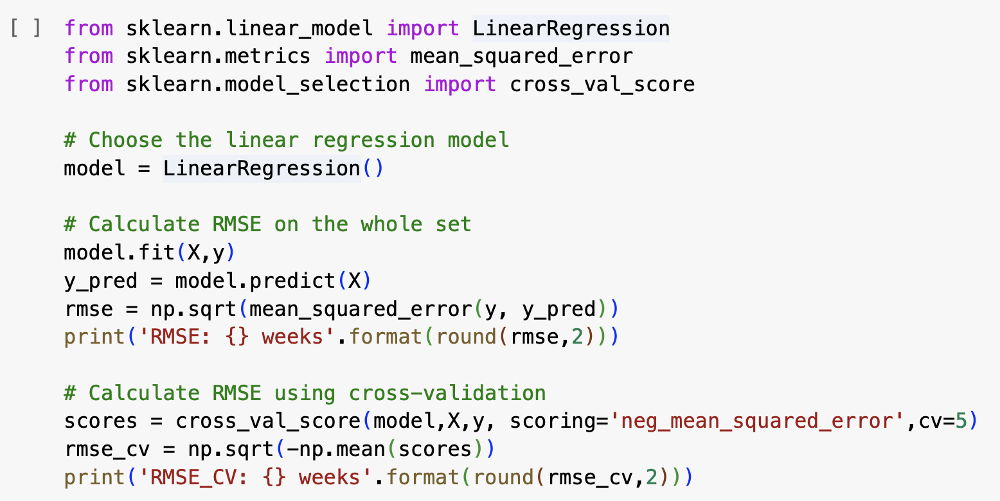 [ ] from sklearn.linear_model import LinearRegression
from sklearn.metrics import mean_squared_error
from sklearn.model_selection import cross_val_score
# Choose the linear regression model
model = LinearRegression()
# Calculate RMSE on the whole set
model.fit(X,y)
y_pred = model.predict(X)
rmse = np.sqrt(mean_squared_error(y, y_pred))
print('RMSE: {} weeks'.format(round(rmse,2)))
# Calculate RMSE using cross-validation
scores = cross_val_score(model,X,y, scoring='neg_mean_squared_error',cv=5)
rmse_cv = np.sqrt(-np.mean(scores))
print('RMSE_CV: {} weeks'.format(round(rmse_cv,2)))